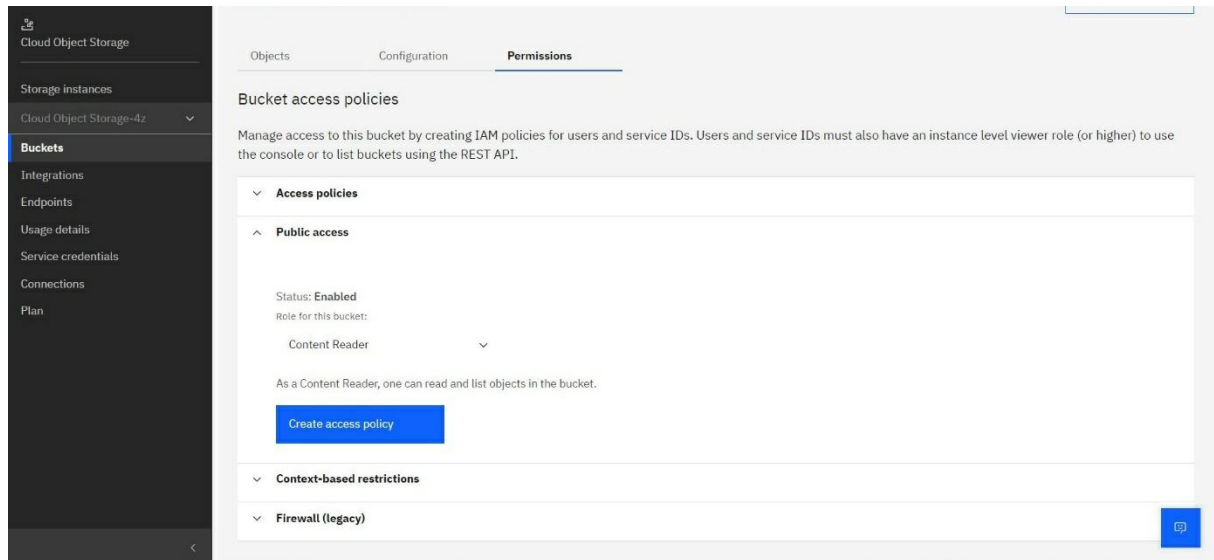 Cloud Object Storage
Storage instances
Cloud Object Storage-4z
Buckets
Integrations
Endpoints
Usage details
Service credentials
Connections
Plan
Objects
Configuration
Permissions
Bucket access policies
Manage access to this bucket by creating IAM policies for users and service IDs. Users and service IDs must also have an instance level viewer role (or higher) to use
the console or to list buckets using the REST API.
Access policies
Public access
Status: Enabled
Role for this bucket:
Content Reader
As a Content Reader, one can read and list objects in the bucket.
Create access policy
Context-based restrictions
Firewall (legacy)